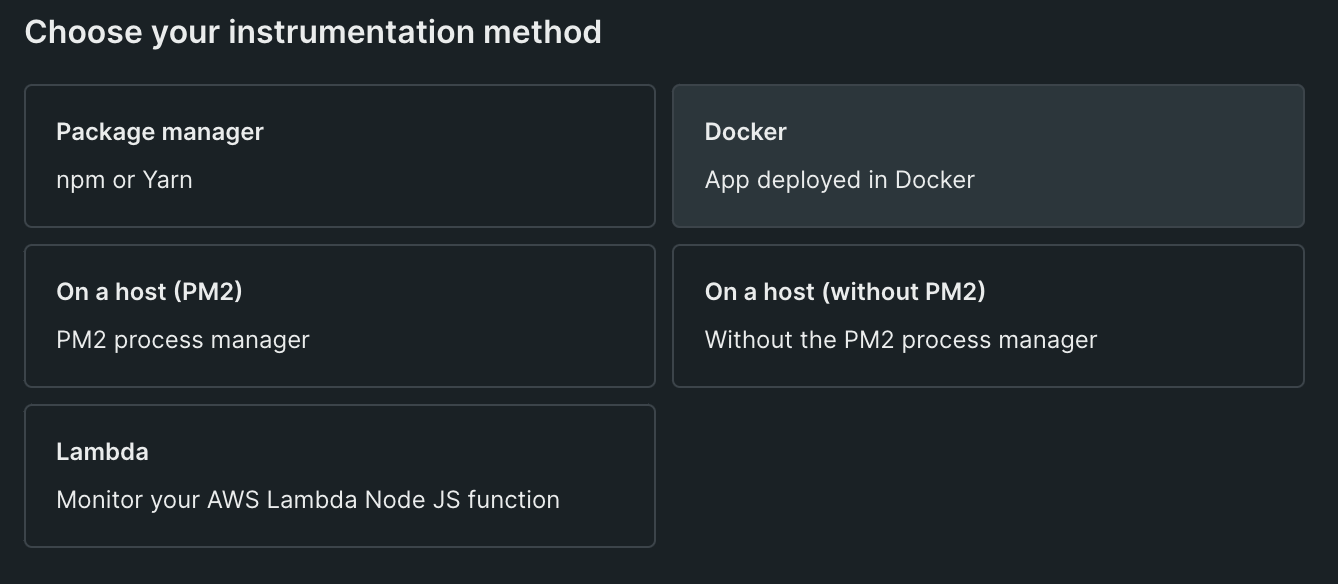 Choose your instrumentation method
Package manager
npm or Yarn
Docker
App deployed in Docker
On a host (PM2)
PM2 process manager
On a host (without PM2)
Without the PM2 process manager
Lambda
Monitor your AWS Lambda Node JS function